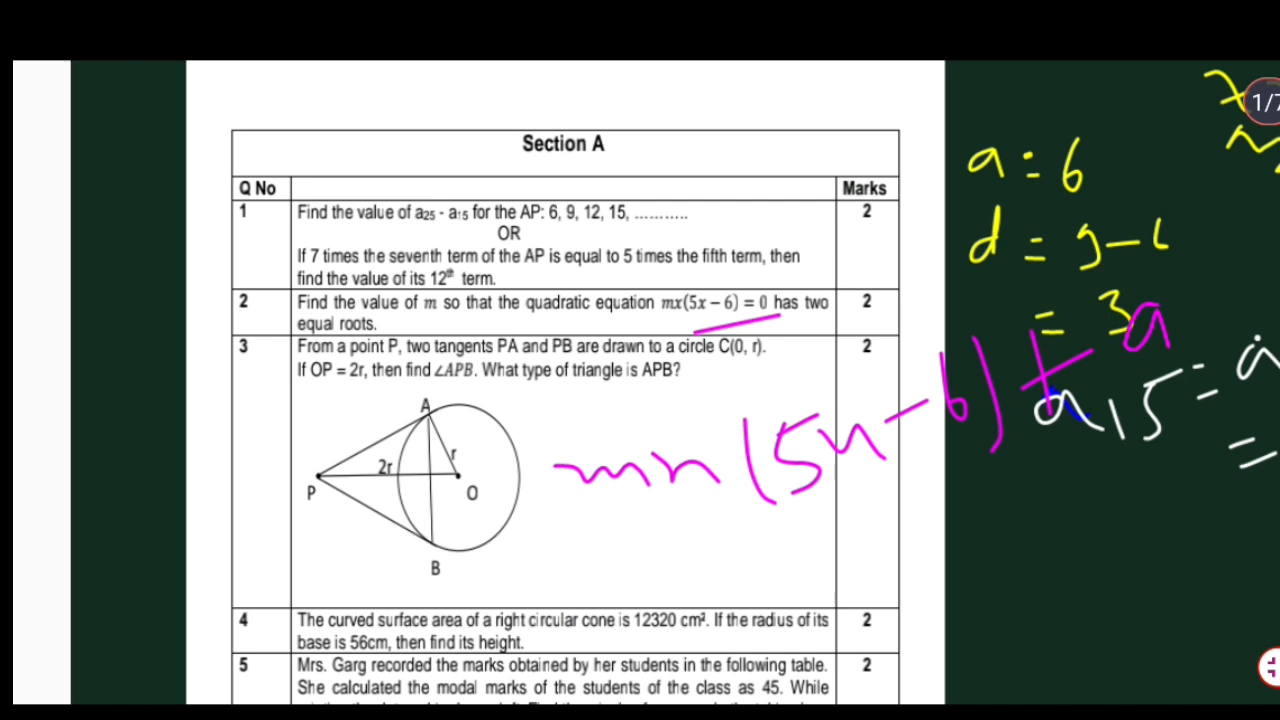 Section A
Q No
Marks
1
Find the value of a₂₅ - a₁₅ for the AP: 6, 9, 12, 15, ...........
2
OR
If 7 times the seventh term of the AP is equal to 5 times the fifth term, then
find the value of its 12th term.
2
Find the value of m so that the quadratic equation mx(5x – 6) = 0 has two
2
equal roots.
3
From a point P, two tangents PA and PB are drawn to a circle C(0, r).
2
If OP = 2r, then find ∠APB. What type of triangle is APB?
A
r
2r
P
O
B
4
The curved surface area of a right circular cone is 12320 cm². If the radius of its
2
base is 56cm, then find its height.
5
Mrs. Garg recorded the marks obtained by her students in the following table.
2
She calculated the modal marks of the students of the class as 45. While
1/7
a = 6
d = 9-6
= 3
a15 = a
=
mx(5x-6) + a